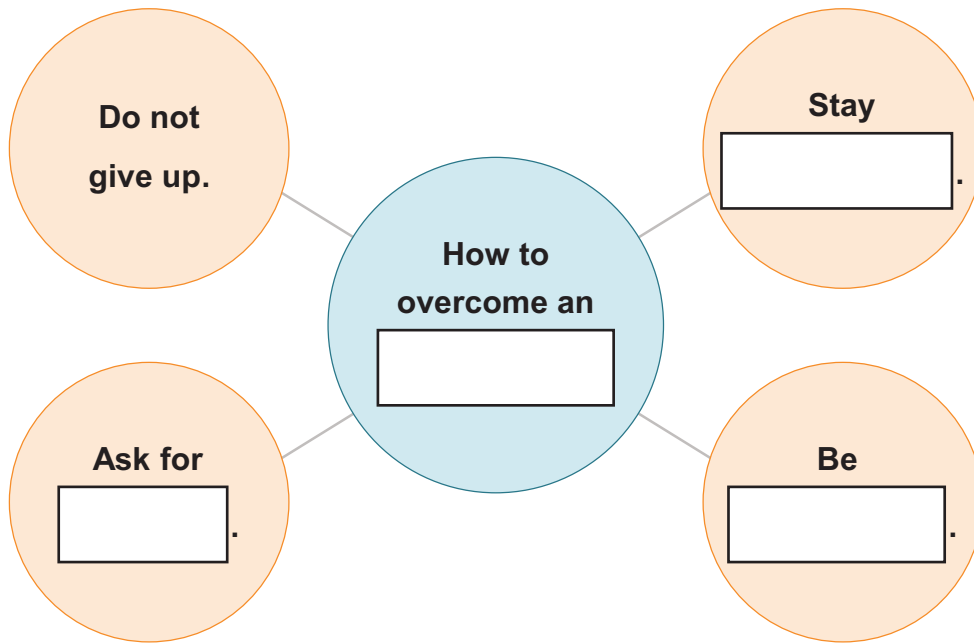 Do not
give up.
Stay
.
How to
overcome an
Ask for
.
Be
.